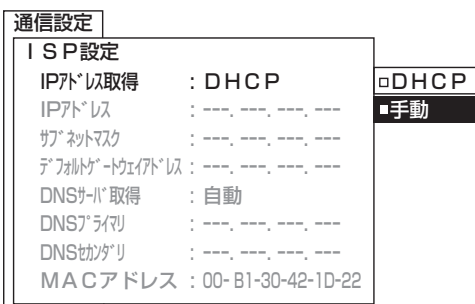 通信設定
ＩＳＰ設定
IPｱﾄﾞﾚｽ取得 : ＤＨＣＰ
□ＤＨＣＰ
IPｱﾄﾞﾚｽ : ---. ---. ---. ---
■手動
ｻﾌﾞﾈｯﾄﾏｽｸ : ---. ---. ---. ---
ﾃﾞﾌｫﾙﾄｹﾞｰﾄｳｪｲｱﾄﾞﾚｽ : ---. ---. ---. ---
DNSｻｰﾊﾞ取得 : 自動
DNSﾌﾟﾗｲﾏﾘ : ---. ---. ---. ---
DNSｾｶﾝﾀﾞﾘ : ---. ---. ---. ---
ＭＡＣアドレス : 00- B1-30-42-1D-22